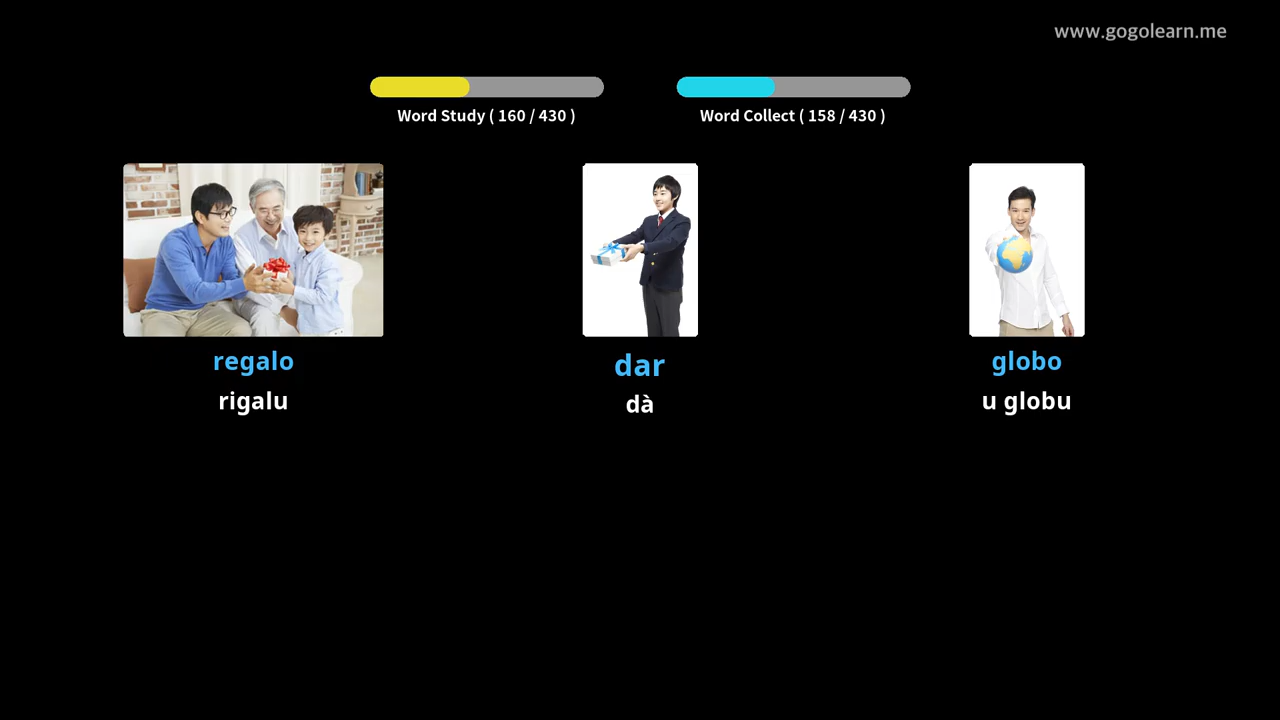 www.gogolearn.me
Word Study ( 160 / 430 )
Word Collect ( 158 / 430 )
regalo
rigalu
dar
dà
globo
u globu